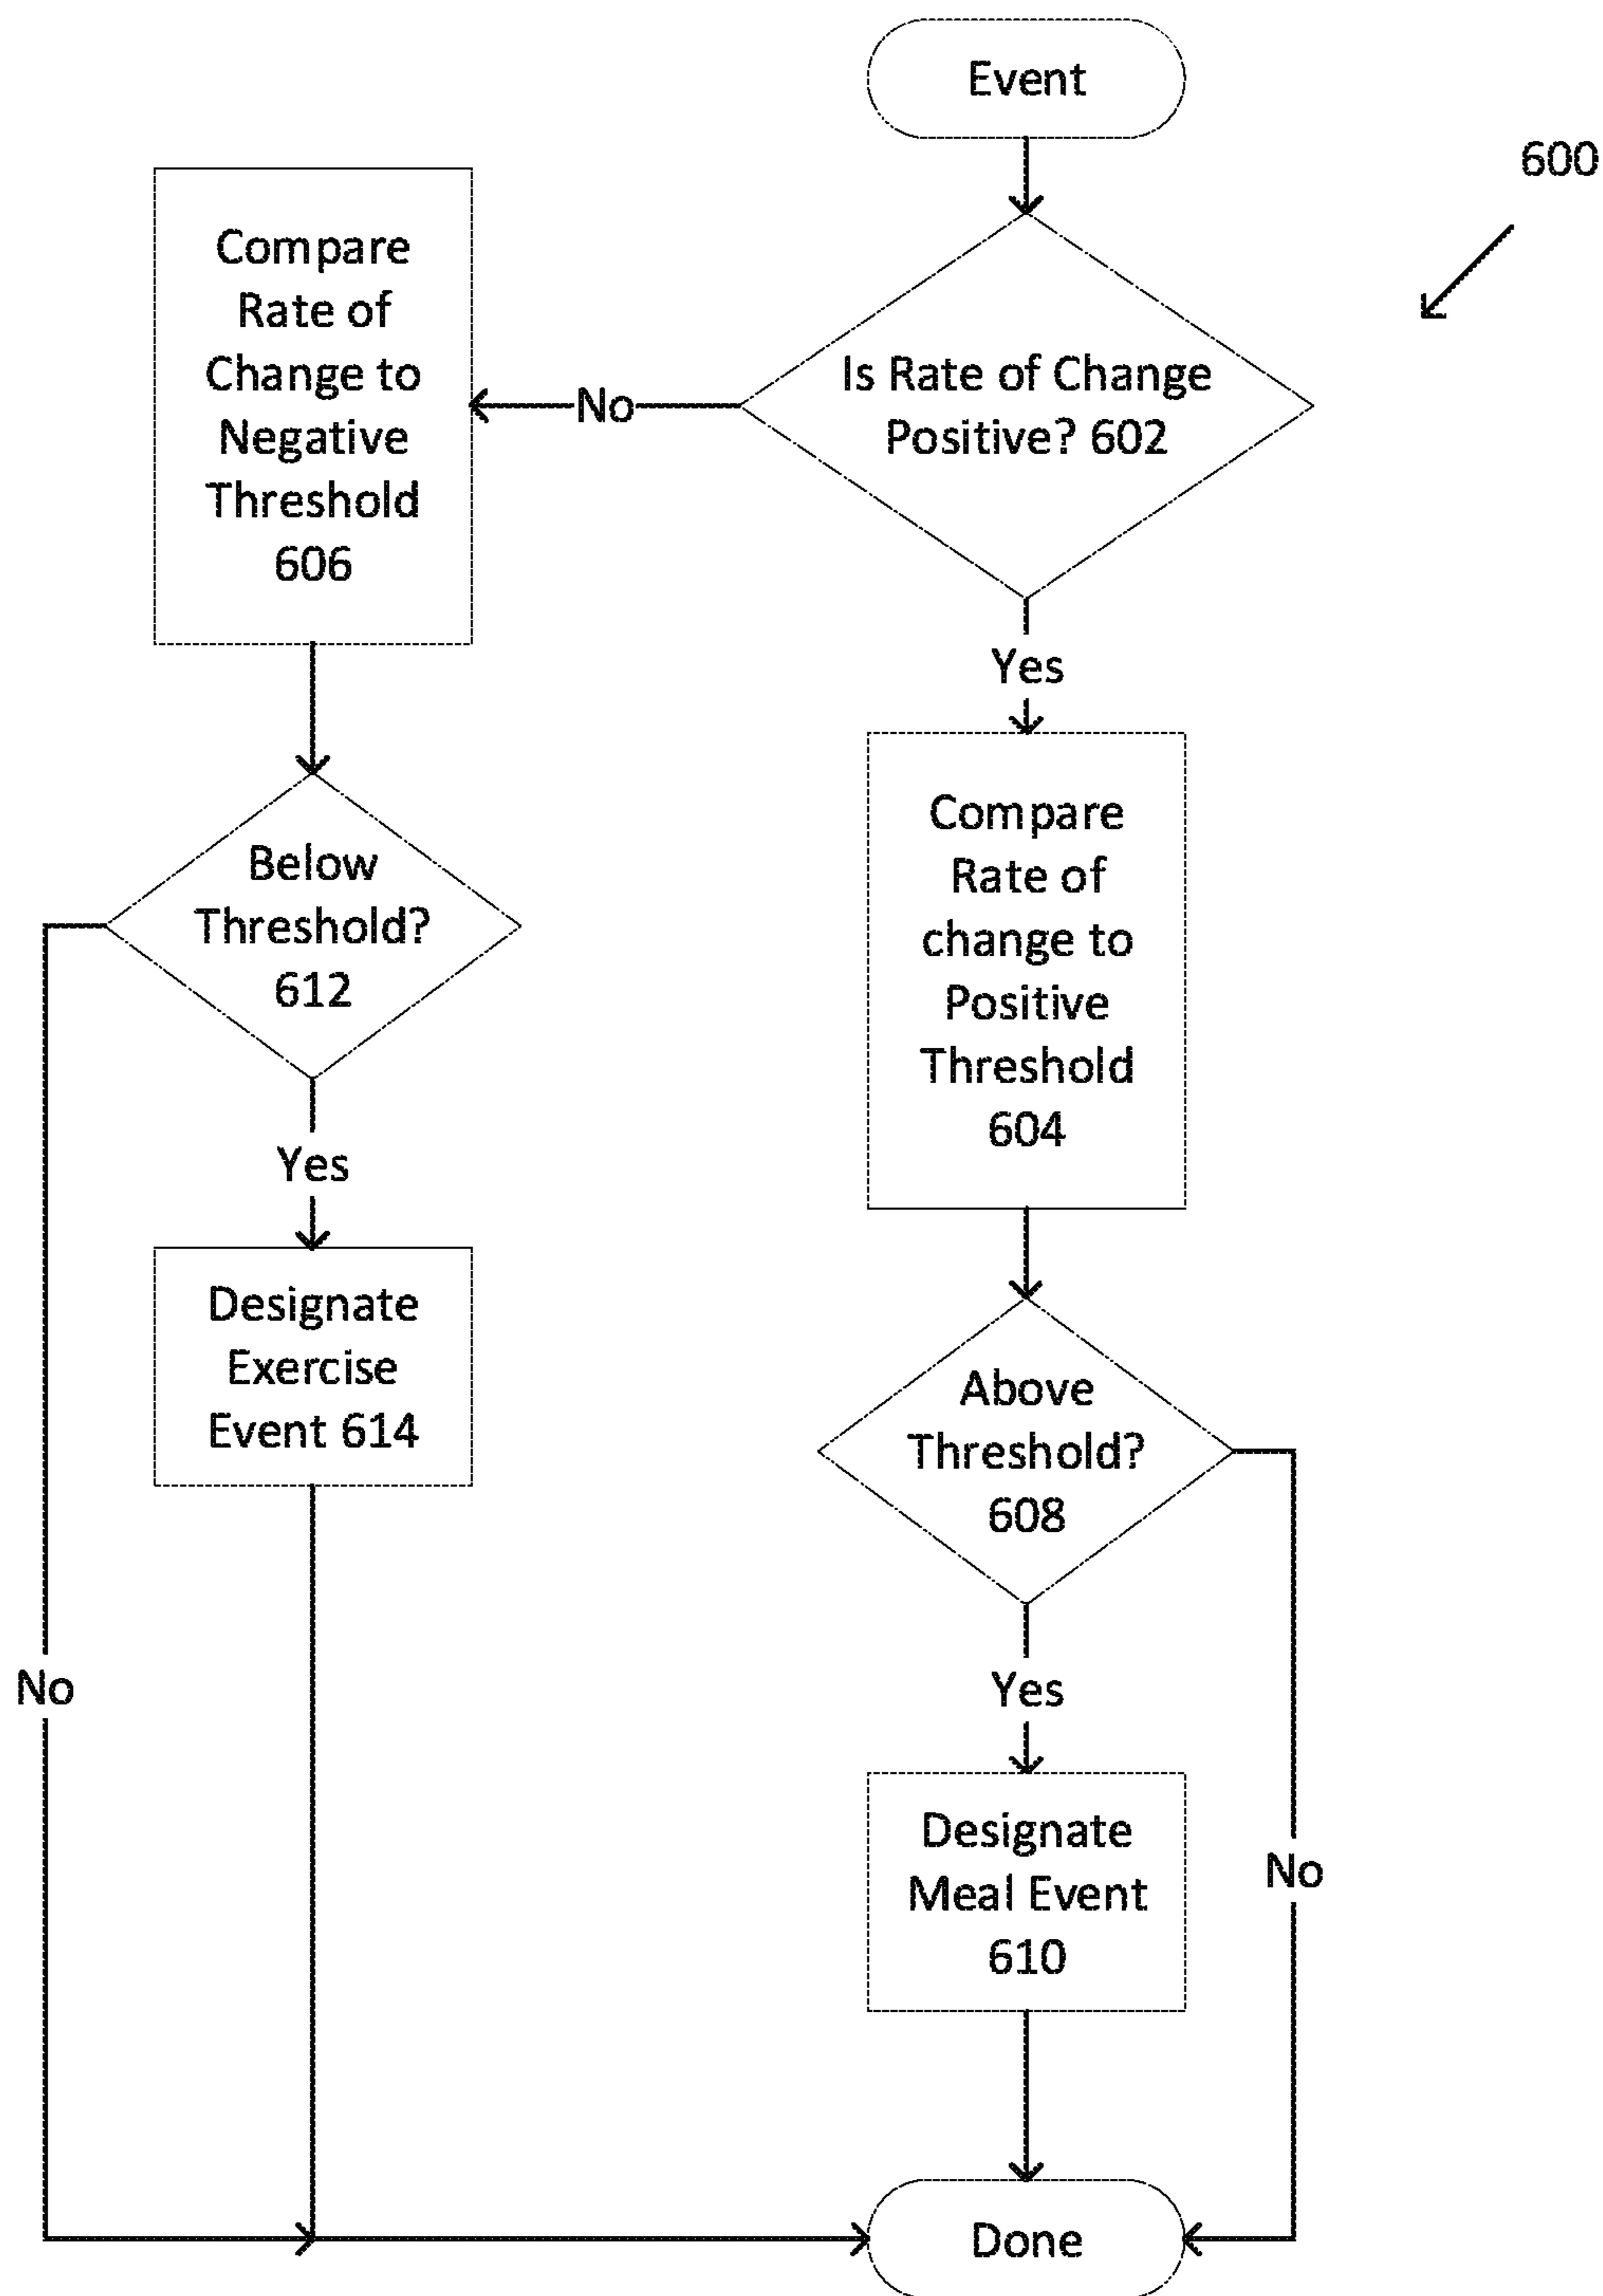 Event
600
Is Rate of Change
Positive? 602
No
Compare
Rate of
Change to
Negative
Threshold
606
Yes
Compare
Rate of
change to
Positive
Threshold
604
Below
Threshold?
612
Yes
Designate
Exercise
Event 614
Above
Threshold?
608
No
Yes
Designate
Meal Event
610
No
Done